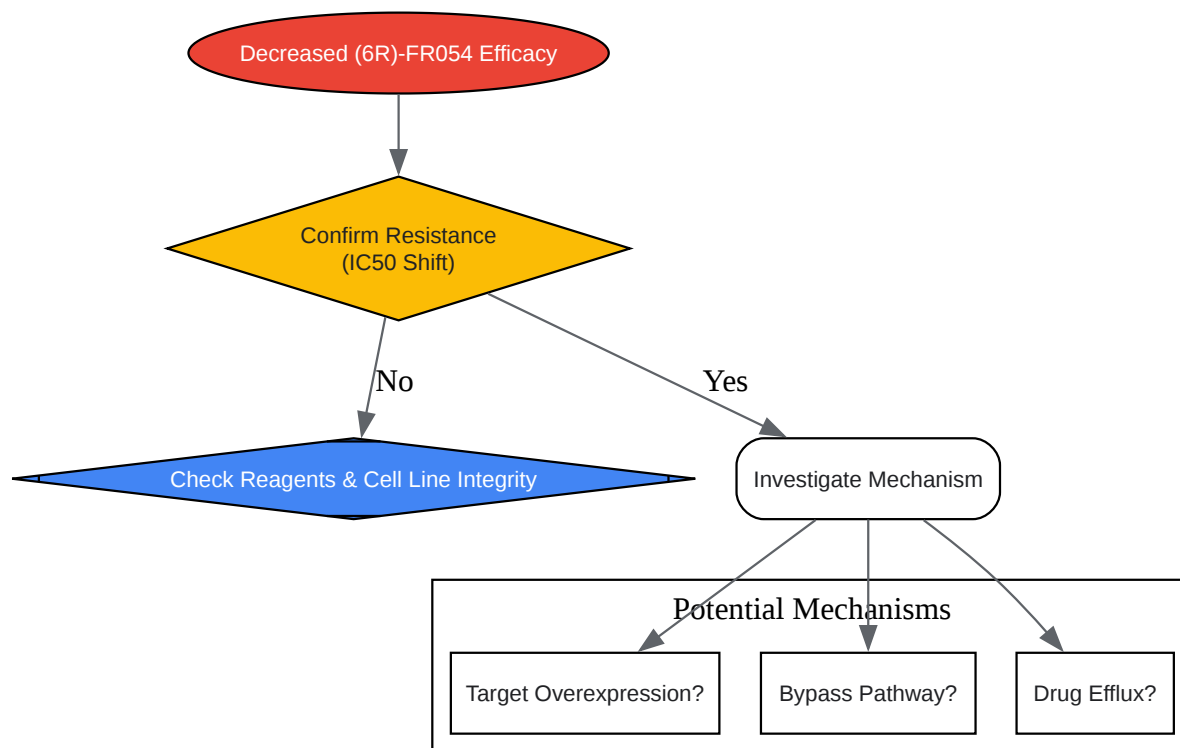 Decreased (6R)-FR054 Efficacy
Confirm Resistance
(IC50 Shift)
No
Yes
Check Reagents & Cell Line Integrity
Investigate Mechanism
Potential Mechanisms
Target Overexpression?
Bypass Pathway?
Drug Efflux?